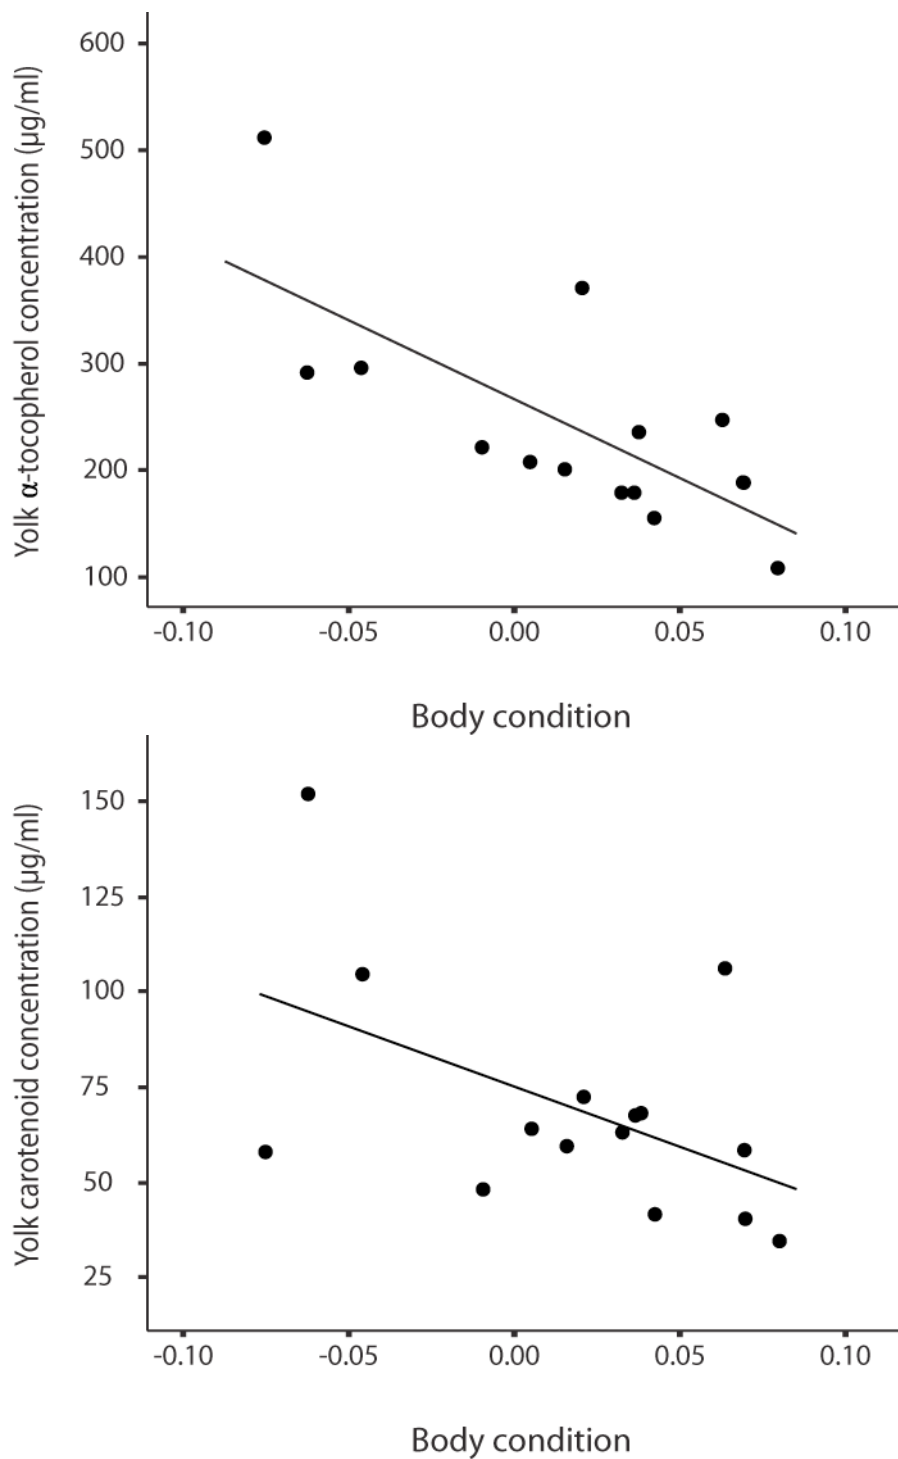 Yolk α-tocopherol concentration (µg/ml)
600
500
400
300
200
100
-0.10 -0.05 0.00 0.05 0.10
Body condition
Yolk carotenoid concentration (µg/ml)
150
125
100
75
50
25
-0.10 -0.05 0.00 0.05 0.10
Body condition